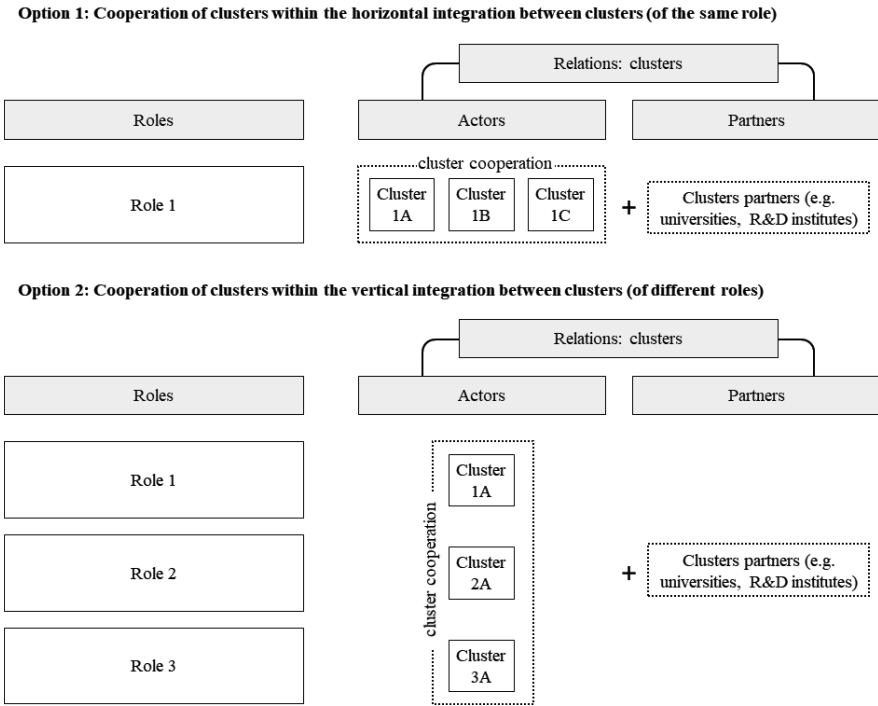 Option 1: Cooperation of clusters within the horizontal integration between clusters (of the same role)
Relations: clusters
Roles
Actors
Partners
cluster cooperation
Role 1
Cluster
1A
Cluster
1B
Cluster
1C
+
Clusters partners (e.g.
universities, R&D institutes)
Option 2: Cooperation of clusters within the vertical integration between clusters (of different roles)
Relations: clusters
Roles
Actors
Partners
Role 1
Role 2
Role 3
cluster cooperation
Cluster
1A
Cluster
2A
Cluster
3A
+
Clusters partners (e.g.
universities, R&D institutes)